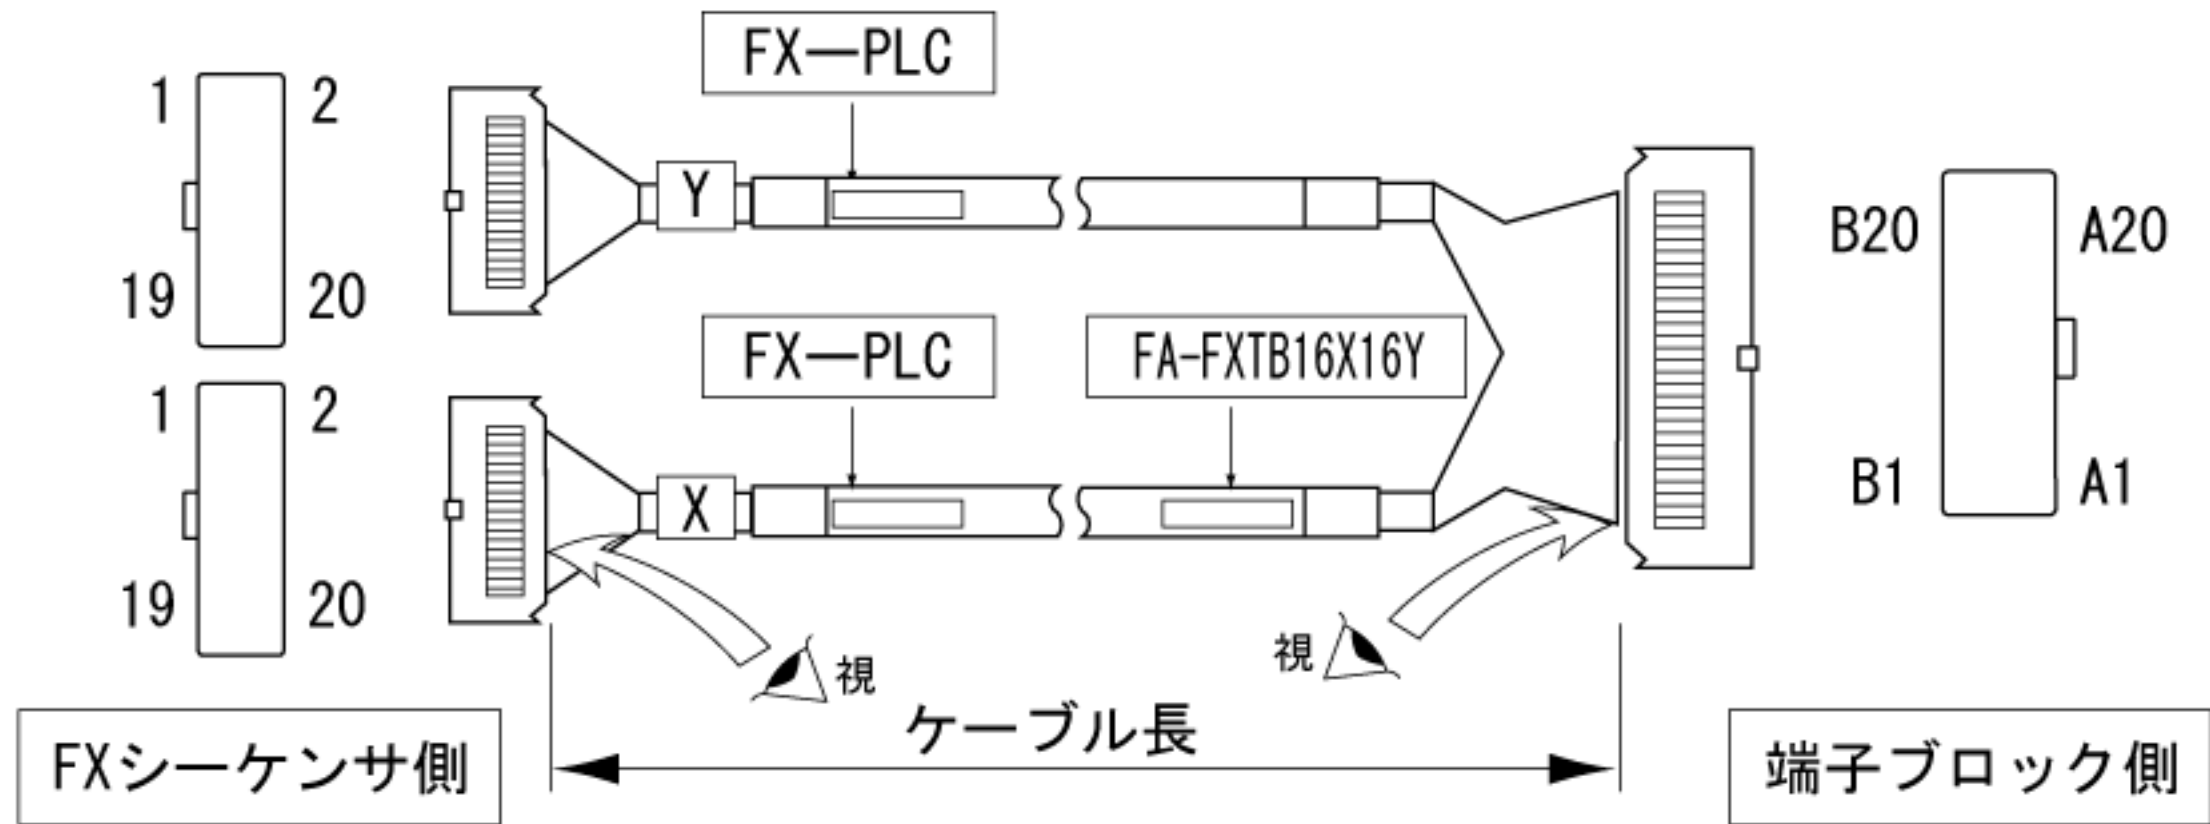 FX—PLC
1 2
Y
B20 A20
19 20
FX—PLC FA-FXTB16X16Y
1 2
X
B1 A1
19 20
視 視
ケーブル長
FXシーケンサ側 端子ブロック側